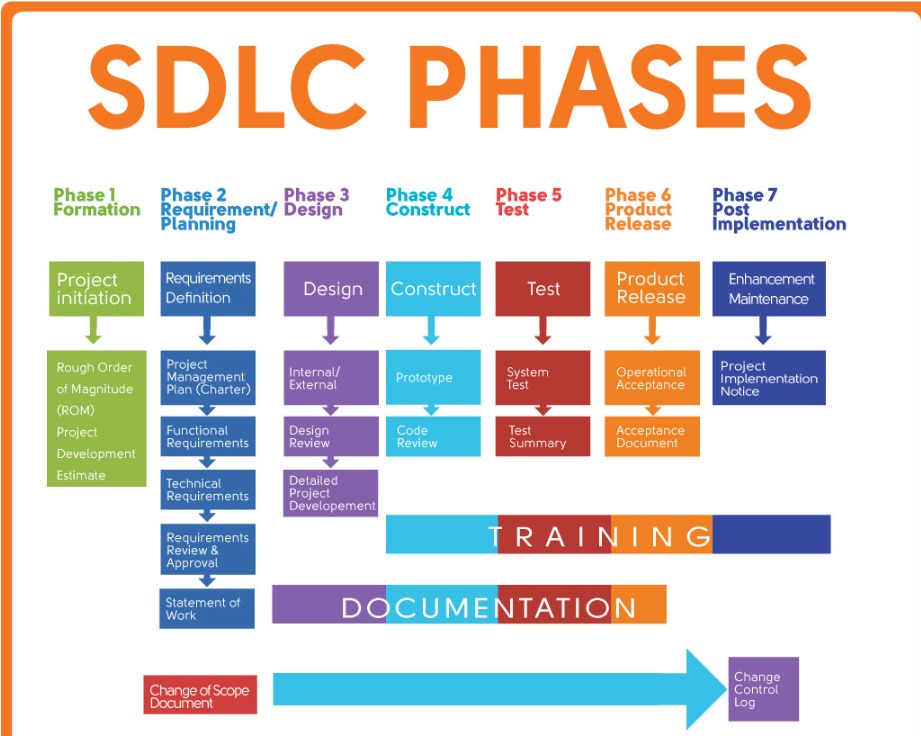 SDLC PHASES
Phase 1
Formation
Phase 2
Requirement/
Planning
Phase 3
Design
Phase 4
Construct
Phase 5
Test
Phase 6
Product
Release
Phase 7
Post
Implementation
Project
initiation
Requirements
Definition
Design
Construct
Test
Product
Release
Enhancement
Maintenance
Rough Order
of Magnitude
(ROM)
Project
Development
Estimate
Project
Management
Plan (Charter)
Functional
Requirements
Technical
Requirements
Requirements
Review &
Approval
Statement of
Work
Internal/
External
Design
Review
Detailed
Project
Developement
Prototype
Code
Review
System
Test
Test
Summary
Operational
Acceptance
Acceptance
Document
Project
Implementation
Notice
TRAINING
DOCUMENTATION
Change of Scope
Document
Change
Control
Log